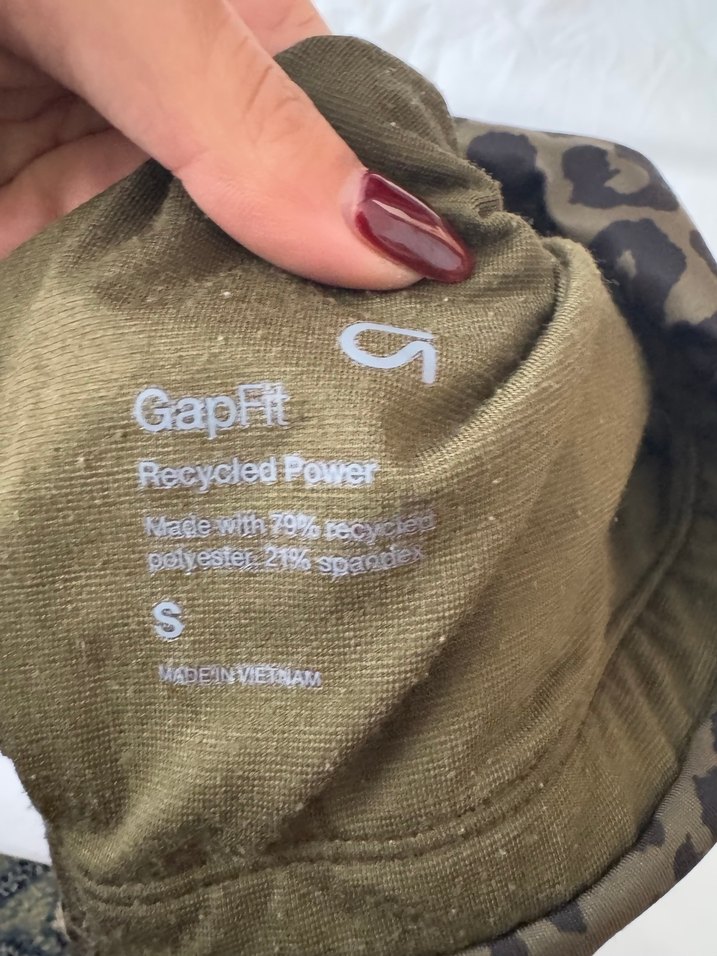 GapFit
Recycled Power
Made with 79% recycled
polyester, 21% spandex
S
MADE IN VIETNAM